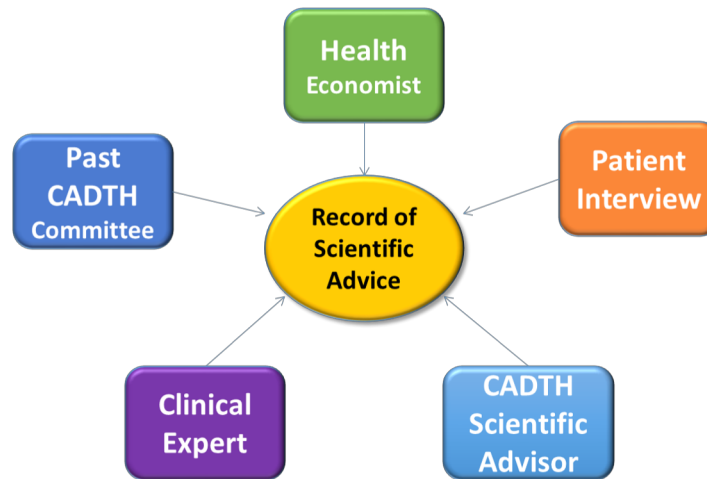 Health
Economist
Past
CADTH
Committee
Patient
Interview
Record of
Scientific
Advice
Clinical
Expert
CADTH
Scientific
Advisor